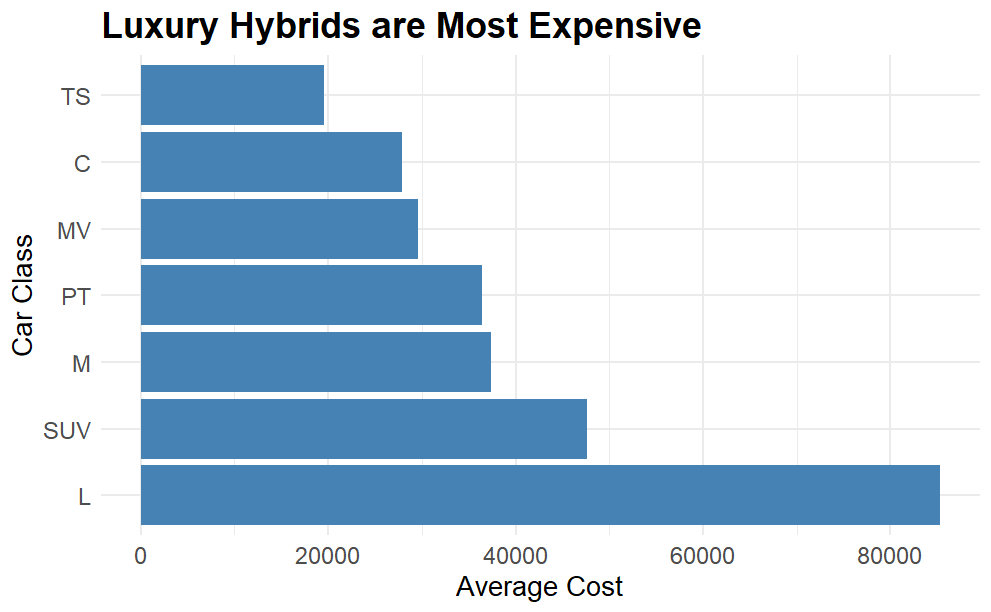 Luxury Hybrids are Most Expensive
TS
C
MV
PT
M
SUV
L
Car Class
0 20000 40000 60000 80000
Average Cost